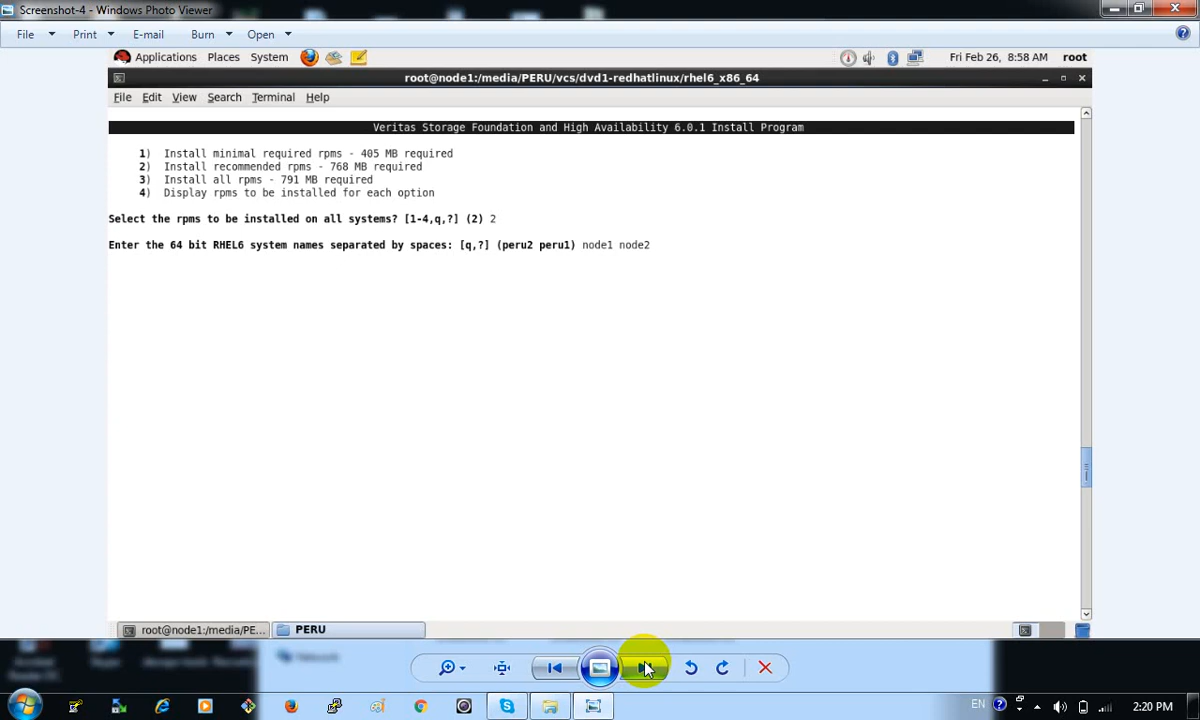 Screenshot-4 - Windows Photo Viewer
File Print E-mail Burn Open
Applications Places System Fri Feb 26, 8:58 AM root
root@node1:/media/PERU/vcs/dvd1-redhatlinux/rhel6_x86_64
File Edit View Search Terminal Help
Veritas Storage Foundation and High Availability 6.0.1 Install Program
1) Install minimal required rpms - 405 MB required
2) Install recommended rpms - 768 MB required
3) Install all rpms - 791 MB required
4) Display rpms to be installed for each option
Select the rpms to be installed on all systems? [1-4,q,?] (2) 2
Enter the 64 bit RHEL6 system names separated by spaces: [q,?] (peru2 peru1) node1 node2
root@node1:/media/PE... PERU
EN 2:20 PM